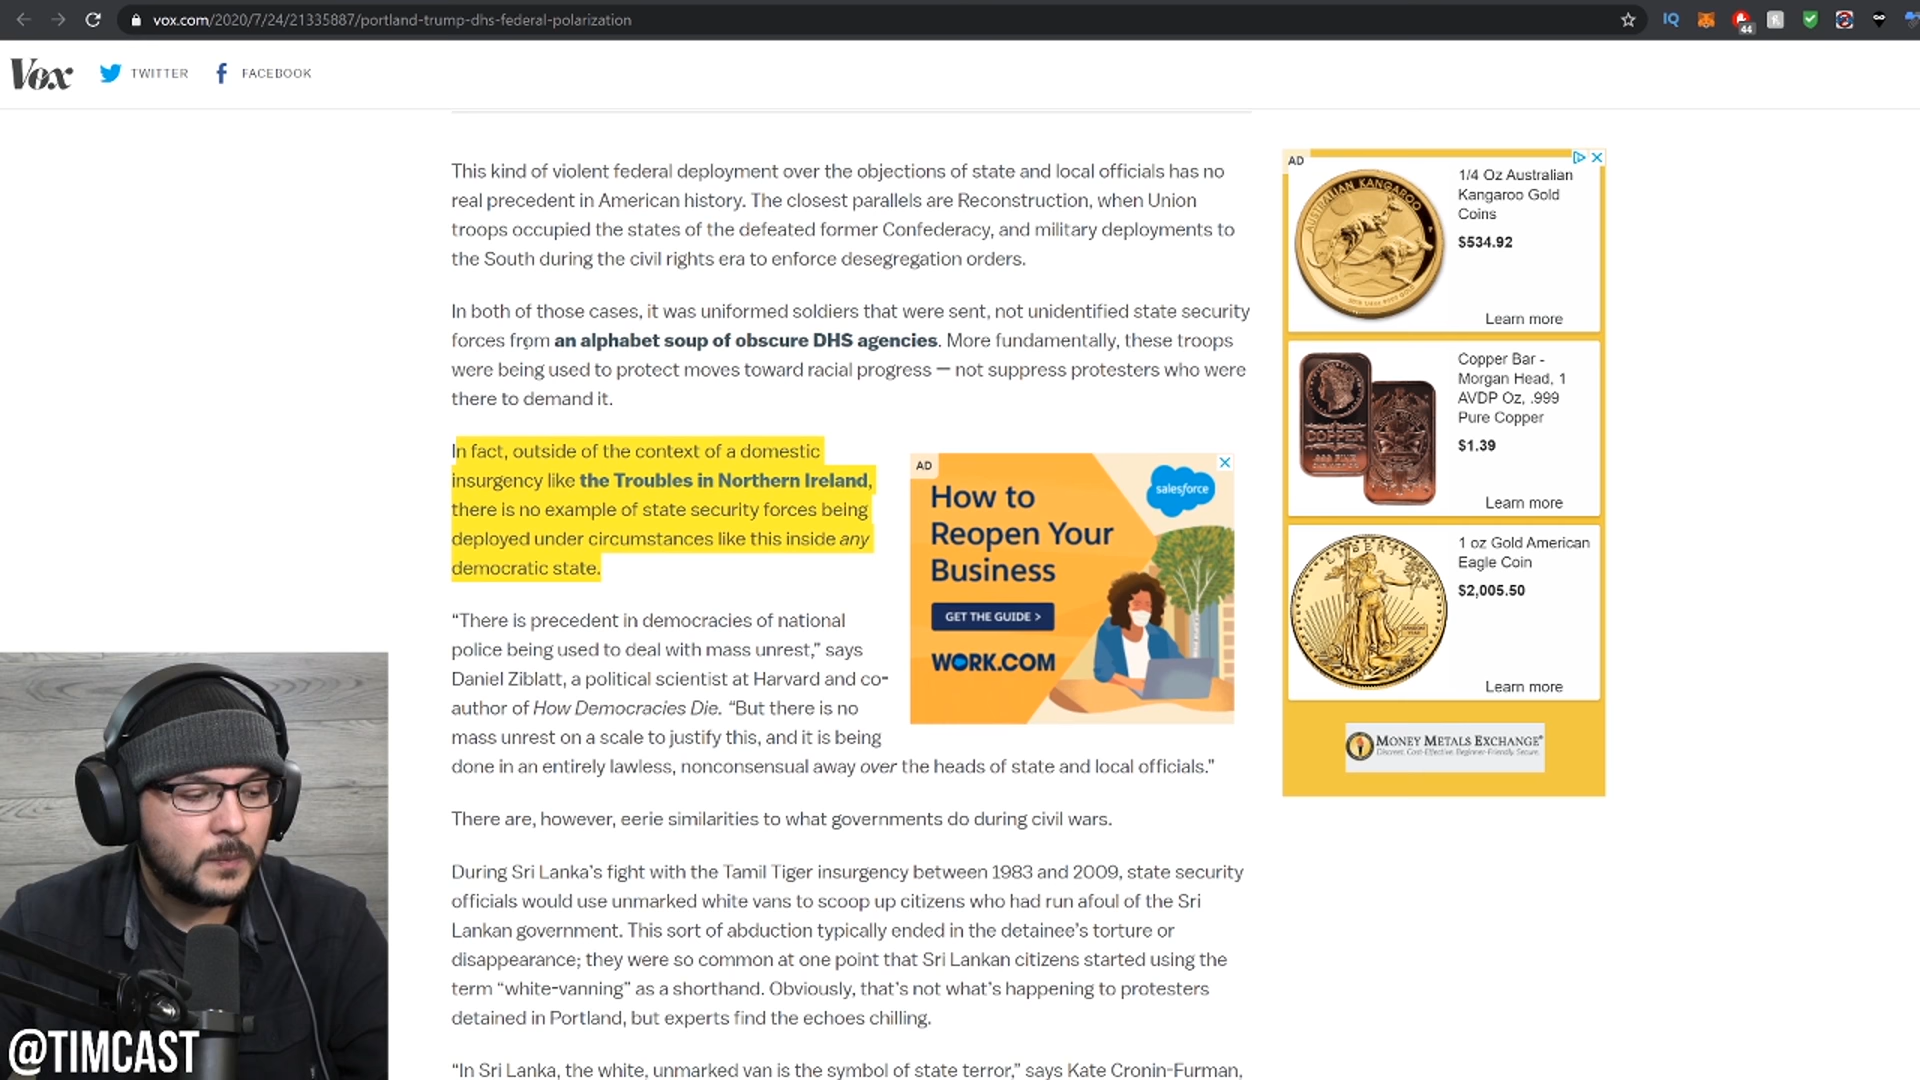 vox.com/2020/7/24/21335887/portland-trump-dhs-federal-polarization
IQ
44
Vox
TWITTER
FACEBOOK
This kind of violent federal deployment over the objections of state and local officials has no
real precedent in American history. The closest parallels are Reconstruction, when Union
troops occupied the states of the defeated former Confederacy, and military deployments to
the South during the civil rights era to enforce desegregation orders.
In both of those cases, it was uniformed soldiers that were sent, not unidentified state security
forces from an alphabet soup of obscure DHS agencies. More fundamentally, these troops
were being used to protect moves toward racial progress — not suppress protesters who were
there to demand it.
In fact, outside of the context of a domestic
insurgency like the Troubles in Northern Ireland,
there is no example of state security forces being
deployed under circumstances like this inside any
democratic state.
“There is precedent in democracies of national
police being used to deal with mass unrest,” says
Daniel Ziblatt, a political scientist at Harvard and co-
author of How Democracies Die. “But there is no
mass unrest on a scale to justify this, and it is being
done in an entirely lawless, nonconsensual away over the heads of state and local officials.”
There are, however, eerie similarities to what governments do during civil wars.
During Sri Lanka’s fight with the Tamil Tiger insurgency between 1983 and 2009, state security
officials would use unmarked white vans to scoop up citizens who had run afoul of the Sri
Lankan government. This sort of abduction typically ended in the detainee’s torture or
disappearance; they were so common at one point that Sri Lankan citizens started using the
term “white-vanning” as a shorthand. Obviously, that’s not what’s happening to protesters
detained in Portland, but experts find the echoes chilling.
“In Sri Lanka, the white, unmarked van is the symbol of state terror,” says Kate Cronin-Furman,
AD
How to
Reopen Your
Business
GET THE GUIDE >
WORK.COM
salesforce
AD
AUSTRALIAN KANGAROO
1/4 Oz Australian
Kangaroo Gold
Coins
$534.92
Learn more
COPPER
Copper Bar -
Morgan Head, 1
AVDP Oz, .999
Pure Copper
$1.39
Learn more
LIBERTY
1 oz Gold American
Eagle Coin
$2,005.50
Learn more
MONEY METALS EXCHANGE
Discreet. Cost-Effective. Beginner-Friendly. Secure.
@TIMCAST